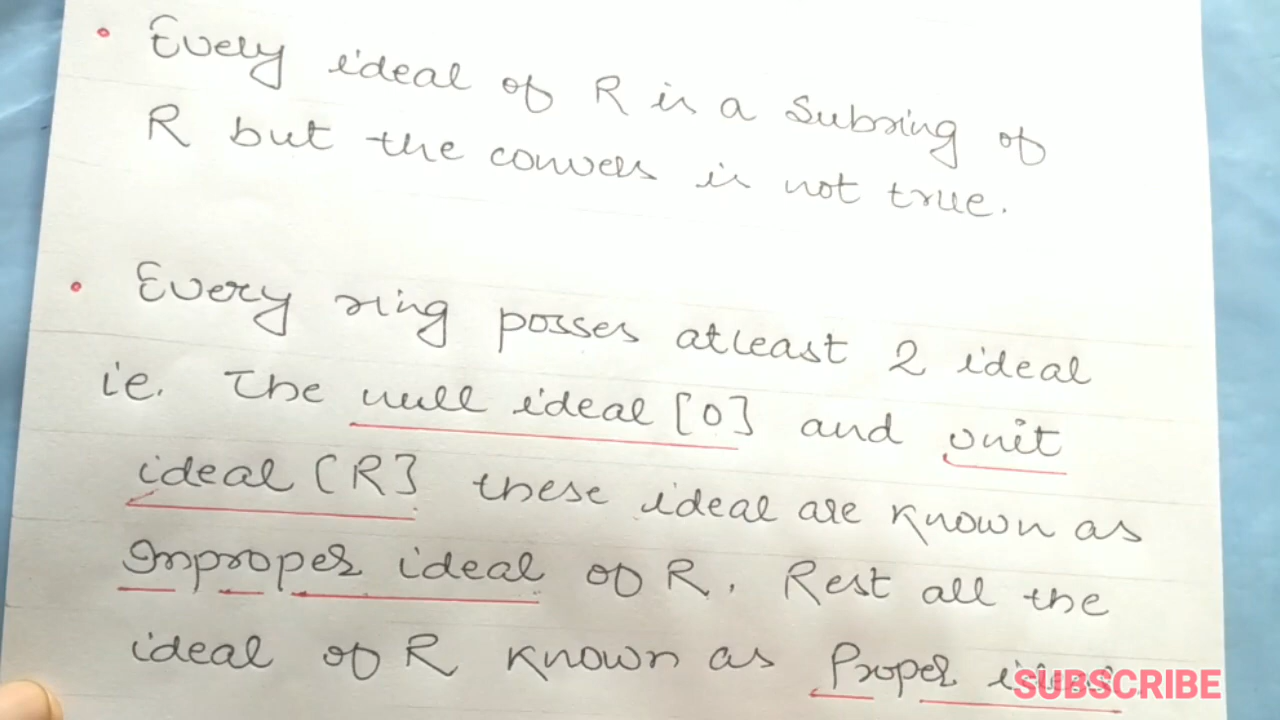 • Every ideal of R is a Subring of
R but the convers is not true.
• Every ring posses atleast 2 ideal
ie. The null ideal [0] and unit
ideal [R] these ideal are known as
Improper ideal of R. Rest all the
ideal of R known as Proper ideal
SUBSCRIBE